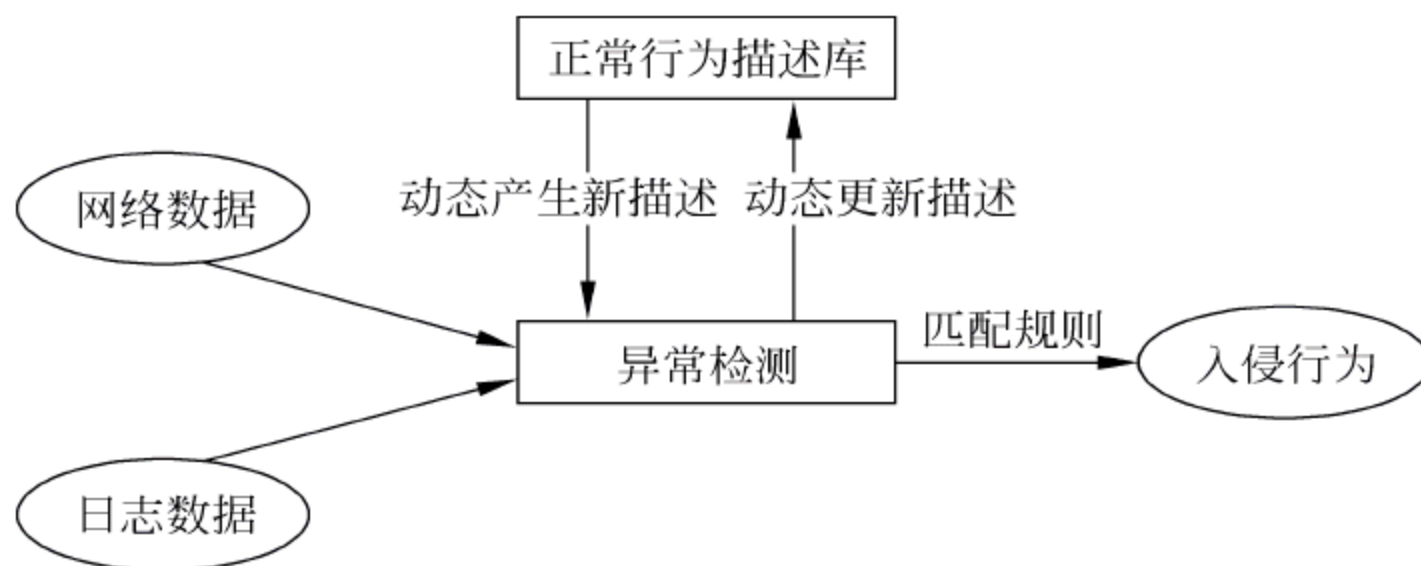 正常行为描述库
动态产生新描述 动态更新描述
网络数据
匹配规则
异常检测
入侵行为
日志数据